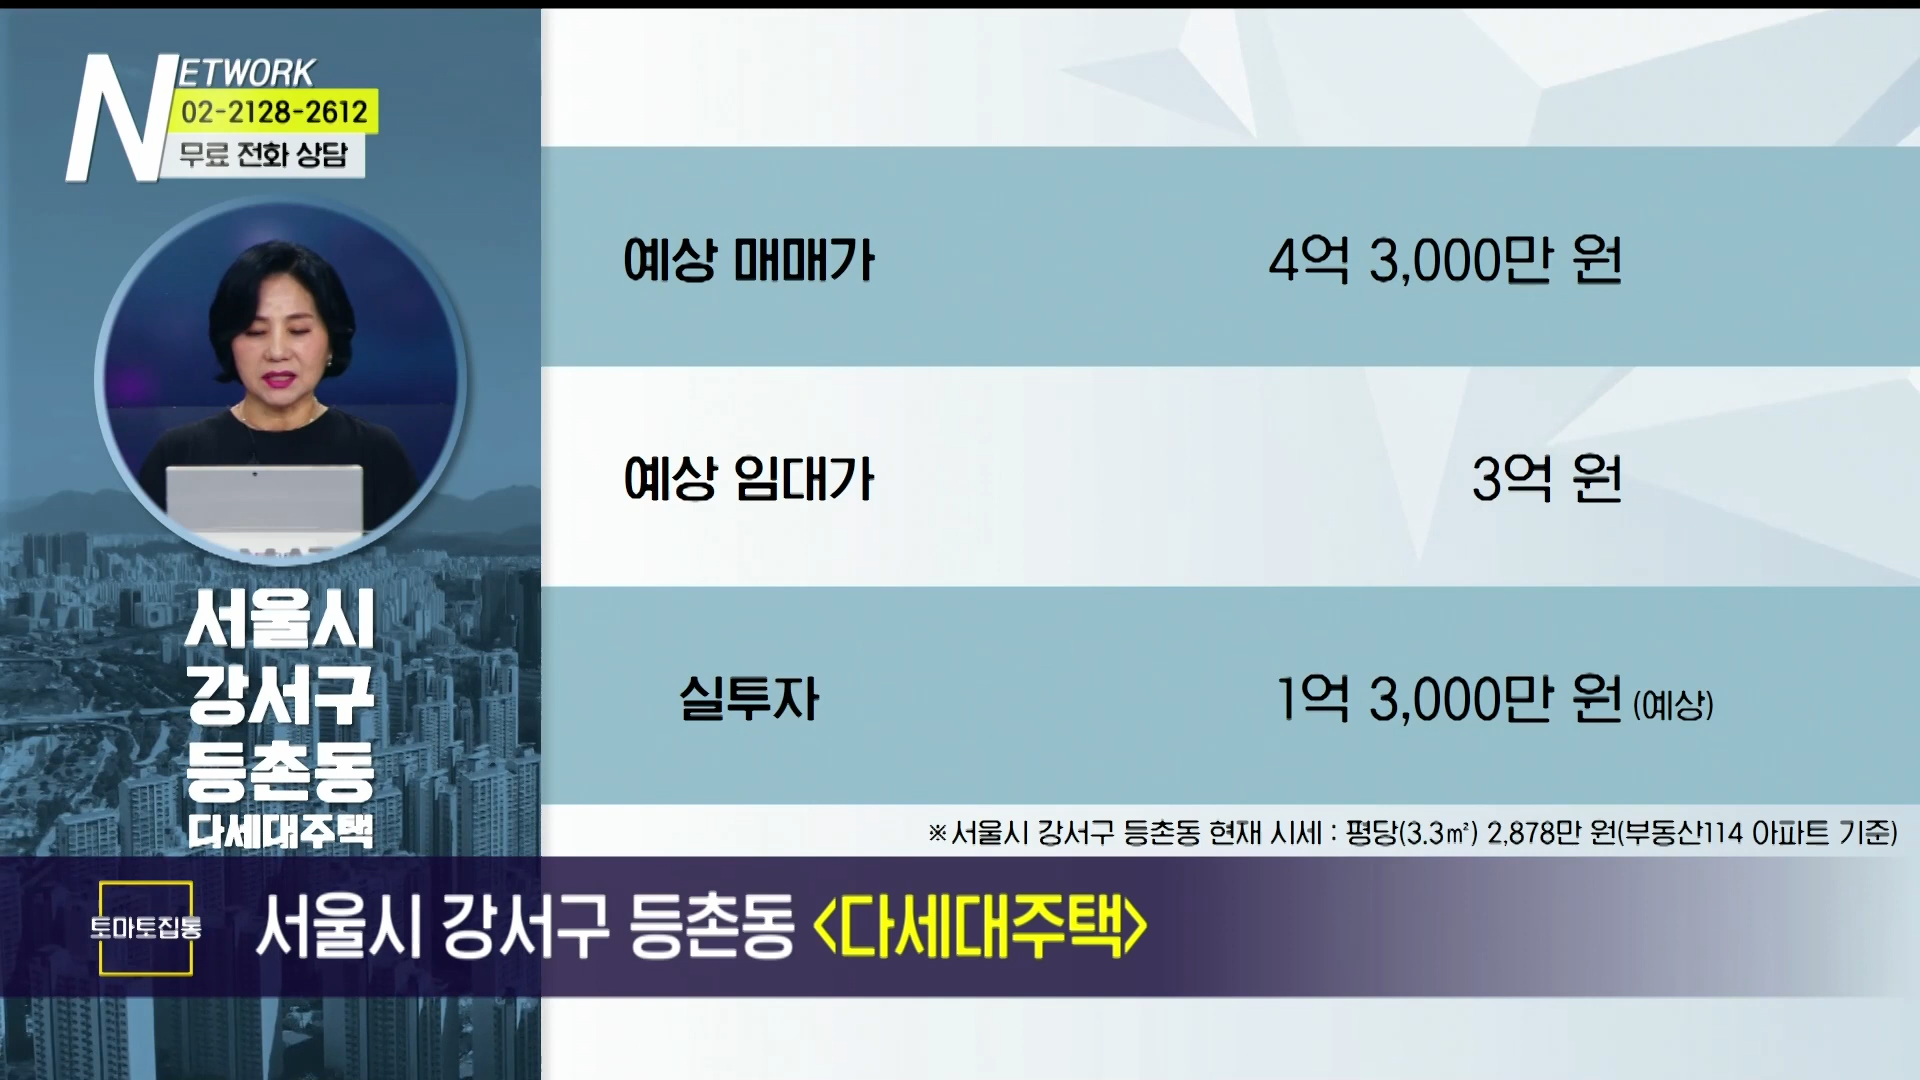 NETWORK
02-2128-2612
무료 전화 상담
예상 매매가 4억 3,000만 원
예상 임대가 3억 원
실투자 1억 3,000만 원 (예상)
서울시
강서구
등촌동
다세대주택
※서울시 강서구 등촌동 현재 시세 : 평당(3.3㎡) 2,878만 원(부동산114 아파트 기준)
토마토집통
서울시 강서구 등촌동 <다세대주택>